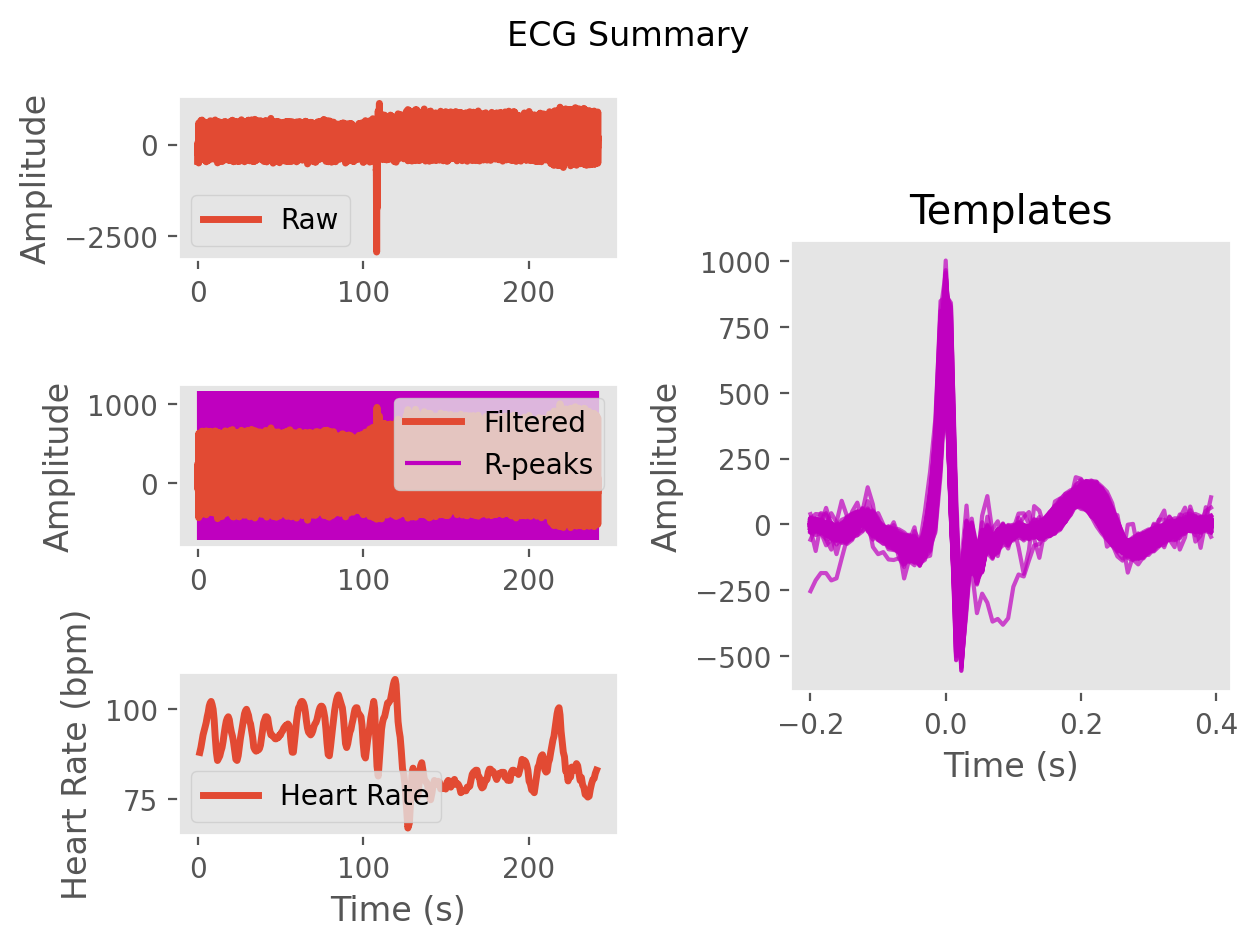 ECG Summary
Amplitude
0
−2500
Raw
0 100 200
Amplitude
1000
0
Filtered
R-peaks
0 100 200
Heart Rate (bpm)
100
75
Heart Rate
0 100 200
Time (s)
Templates
Amplitude
1000
750
500
250
0
−250
−500
−0.2 0.0 0.2 0.4
Time (s)